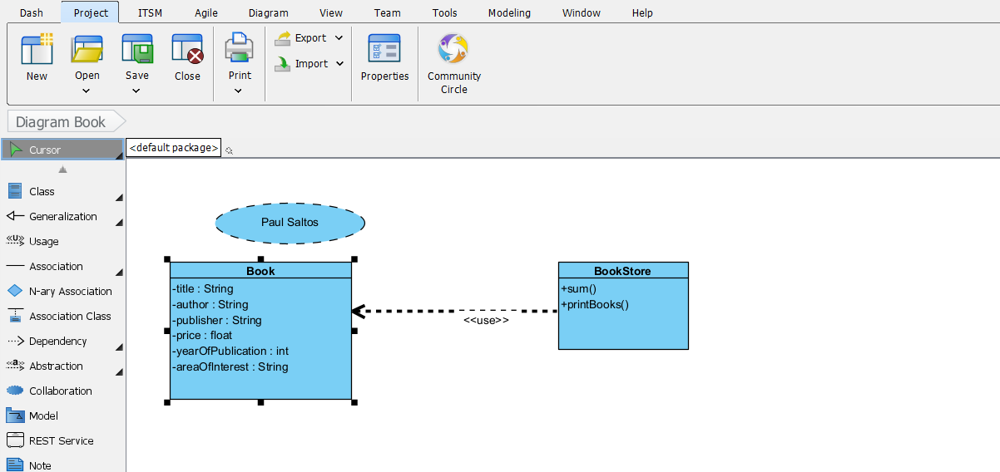 Dash Project ITSM Agile Diagram View Team Tools Modeling Window Help
New Open Save Close Print Export Import Properties Community Circle
Diagram Book
Cursor
<default package>
Class
Generalization
Usage
Association
N-ary Association
Association Class
Dependency
Abstraction
Collaboration
Model
REST Service
Note
Paul Saltos
Book
-title : String
-author : String
-publisher : String
-price : float
-yearOfPublication : int
-areaOfInterest : String
<<use>>
BookStore
+sum()
+printBooks()